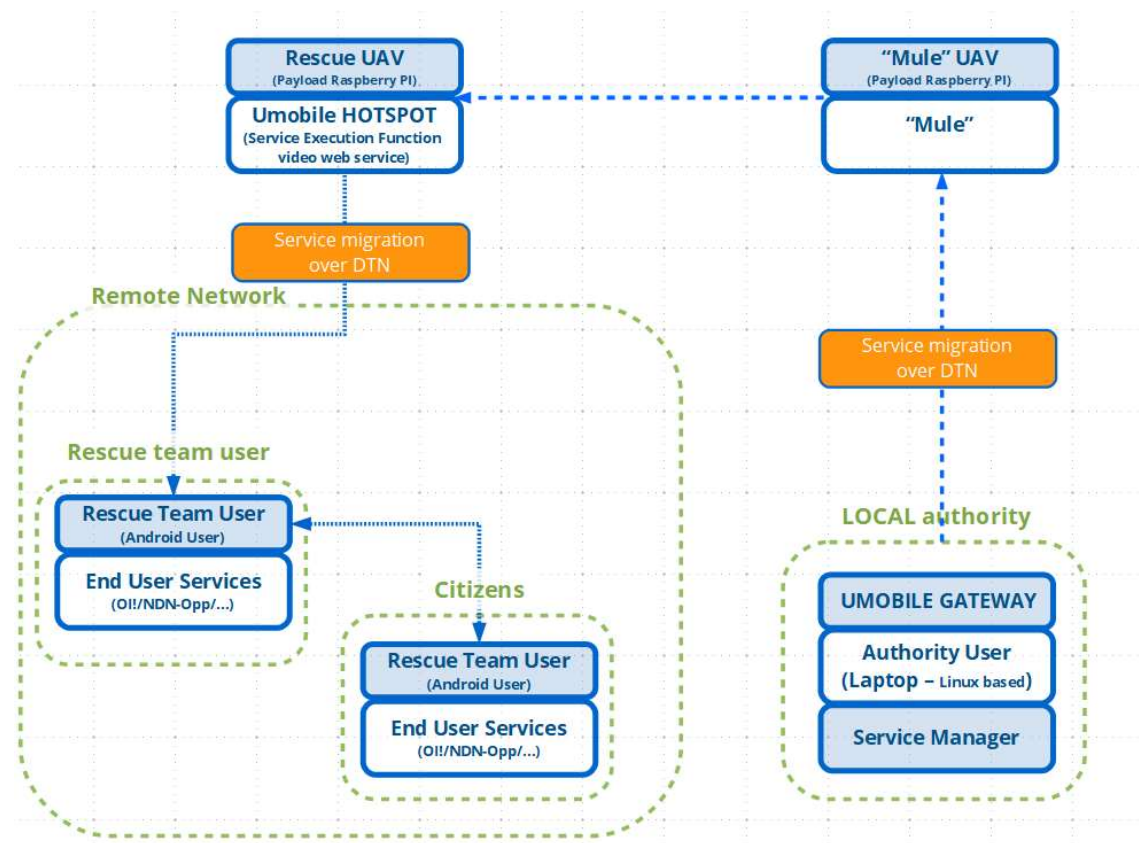 Rescue UAV
(Payload Raspberry PI)
Umobile HOTSPOT
(Service Execution Function
video web service)
“Mule” UAV
(Payload Raspberry PI)
“Mule”
Service migration
over DTN
Remote Network
Service migration
over DTN
Rescue team user
Rescue Team User
(Android User)
End User Services
(OI!/NDN-Opp/...)
Citizens
Rescue Team User
(Android User)
End User Services
(OI!/NDN-Opp/...)
LOCAL authority
UMOBILE GATEWAY
Authority User
(Laptop – Linux based)
Service Manager